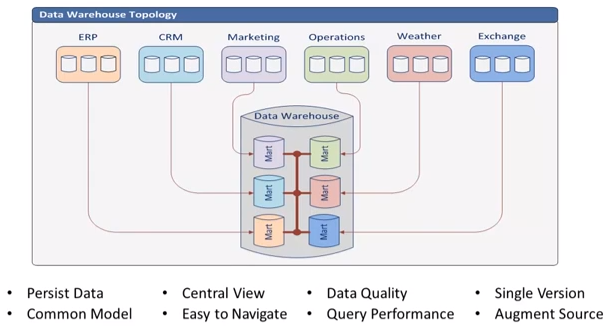 Data Warehouse Topology
ERP CRM Marketing Operations Weather Exchange
Data Warehouse
Mart Mart
Mart Mart
Mart Mart
• Persist Data • Central View • Data Quality • Single Version
• Common Model • Easy to Navigate • Query Performance • Augment Source